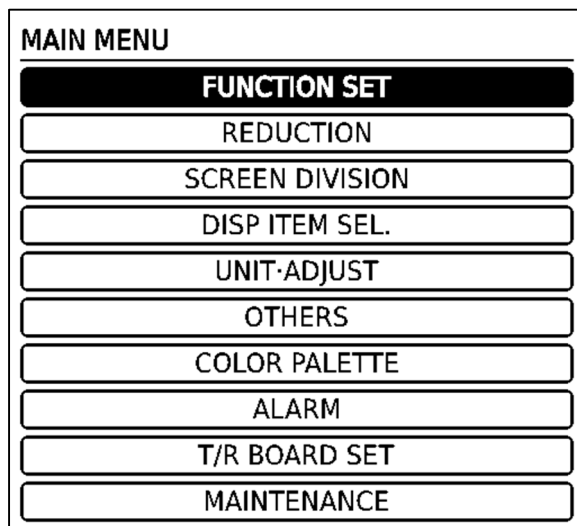 MAIN MENU
FUNCTION SET
REDUCTION
SCREEN DIVISION
DISP ITEM SEL.
UNIT·ADJUST
OTHERS
COLOR PALETTE
ALARM
T/R BOARD SET
MAINTENANCE